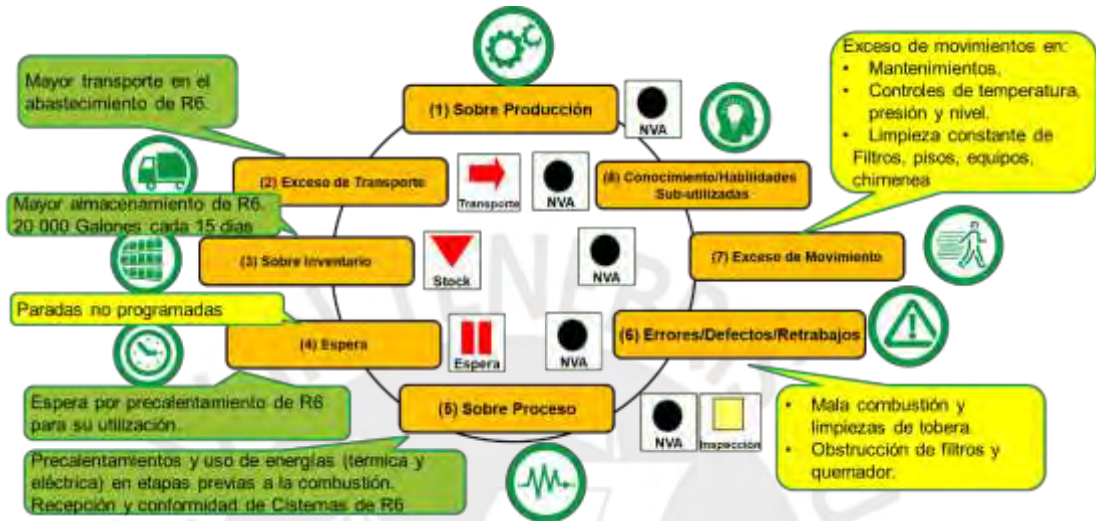 Mayor transporte en el
abastecimiento de R6.
(1) Sobre Producción
NVA
Exceso de movimientos en:
• Mantenimientos,
• Controles de temperatura,
presión y nivel.
• Limpieza constante de
Filtros, pisos, equipos,
chimenea
(2) Exceso de Transporte
Transporte
NVA
(8) Conocimiento/Habilidades
Sub-utilizadas
Mayor almacenamiento de R6.
20 000 Galones cada 15 días
(3) Sobre Inventario
Stock
NVA
(7) Exceso de Movimiento
Paradas no programadas
(4) Espera
Espera
NVA
(6) Errores/Defectos/Retrabajos
Espera por precalentamiento de R6
para su utilización.
(5) Sobre Proceso
NVA
Inspección
• Mala combustión y
limpiezas de tobera
• Obstrucción de filtros y
quemador.
Precalentamientos y uso de energías (térmica y
eléctrica) en etapas previas a la combustión.
Recepción y conformidad de Cisternas de R6